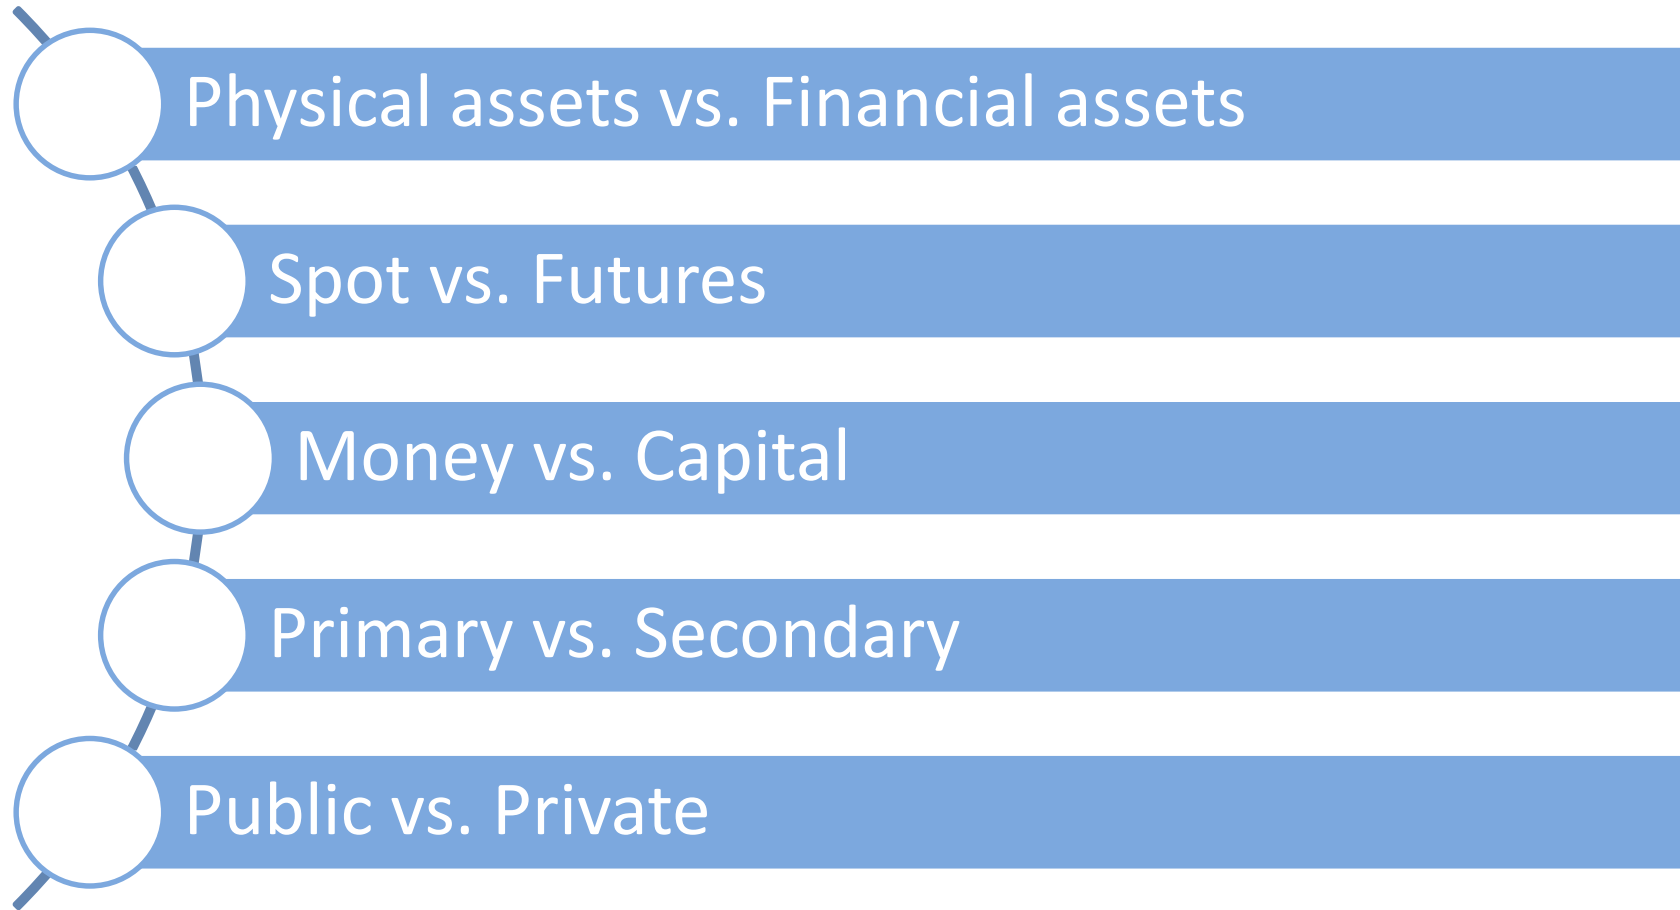 Physical assets vs. Financial assets
Spot vs. Futures
Money vs. Capital
Primary vs. Secondary
Public vs. Private